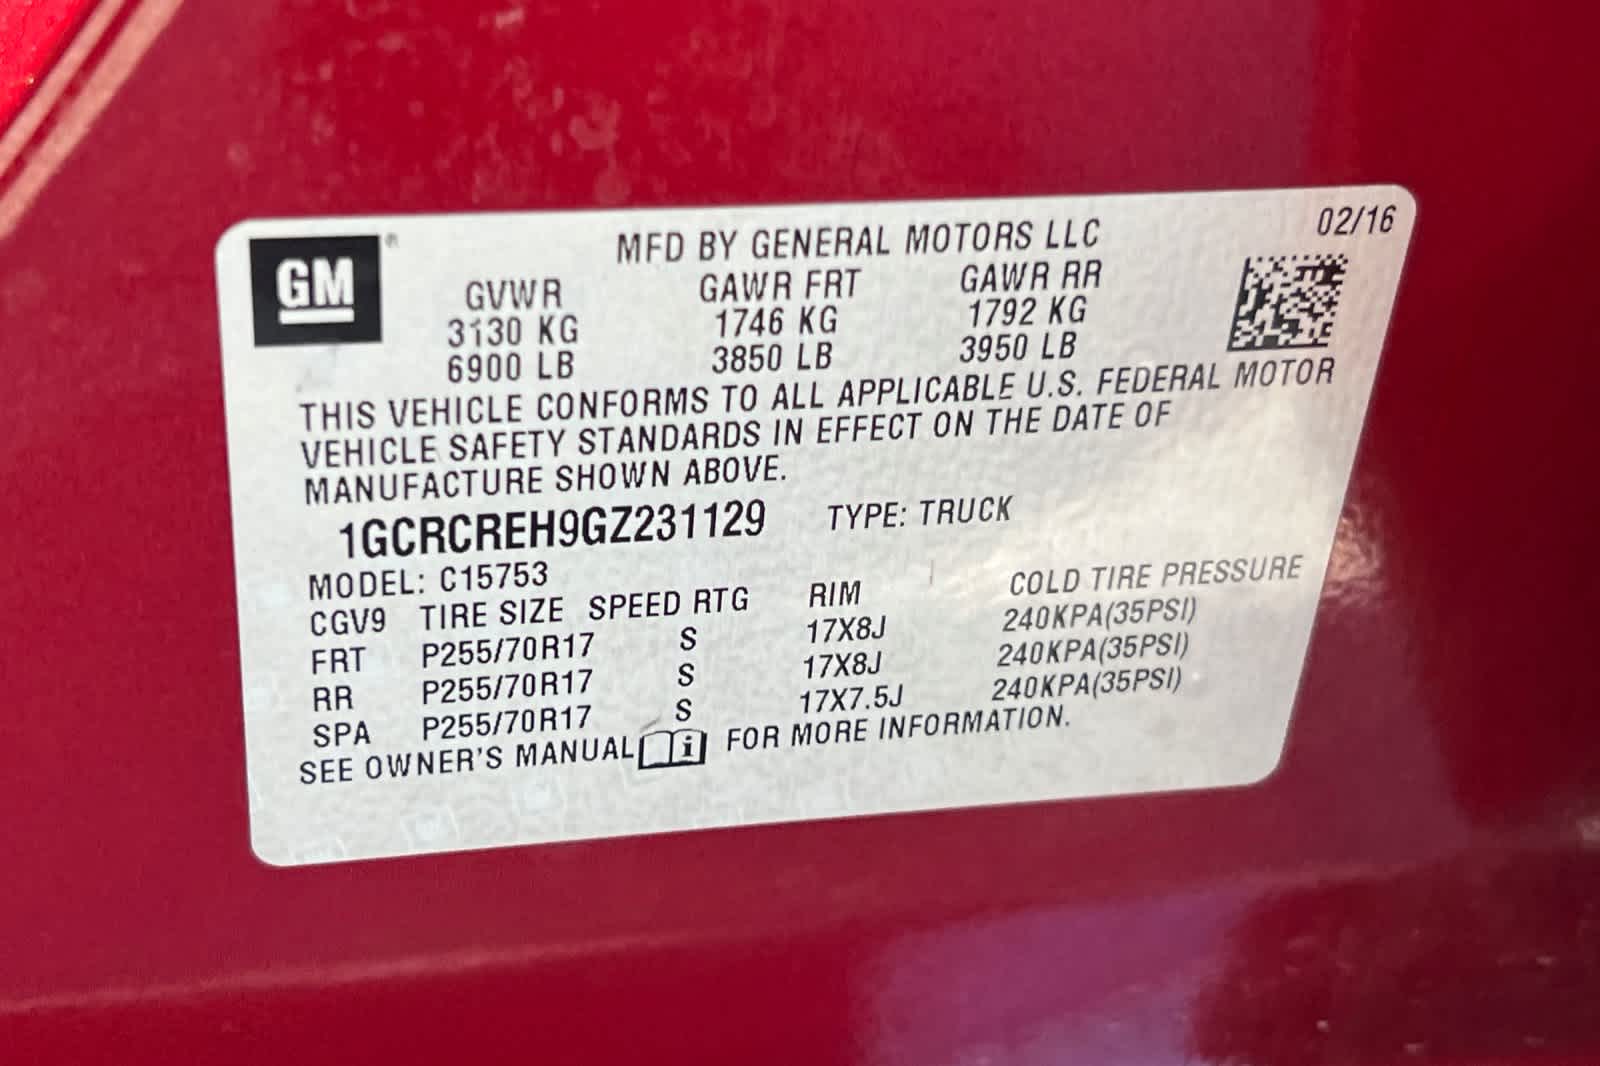 GM ®
MFD BY GENERAL MOTORS LLC 02/16
GVWR GAWR FRT GAWR RR
3130 KG 1746 KG 1792 KG
6900 LB 3850 LB 3950 LB
THIS VEHICLE CONFORMS TO ALL APPLICABLE U.S. FEDERAL MOTOR
VEHICLE SAFETY STANDARDS IN EFFECT ON THE DATE OF
MANUFACTURE SHOWN ABOVE.
1GCRCREH9GZ231129 TYPE: TRUCK
MODEL: C15753
CGV9 TIRE SIZE SPEED RTG RIM COLD TIRE PRESSURE
FRT P255/70R17 S 17X8J 240KPA(35PSI)
RR P255/70R17 S 17X8J 240KPA(35PSI)
SPA P255/70R17 S 17X7.5J 240KPA(35PSI)
SEE OWNER'S MANUAL i FOR MORE INFORMATION.